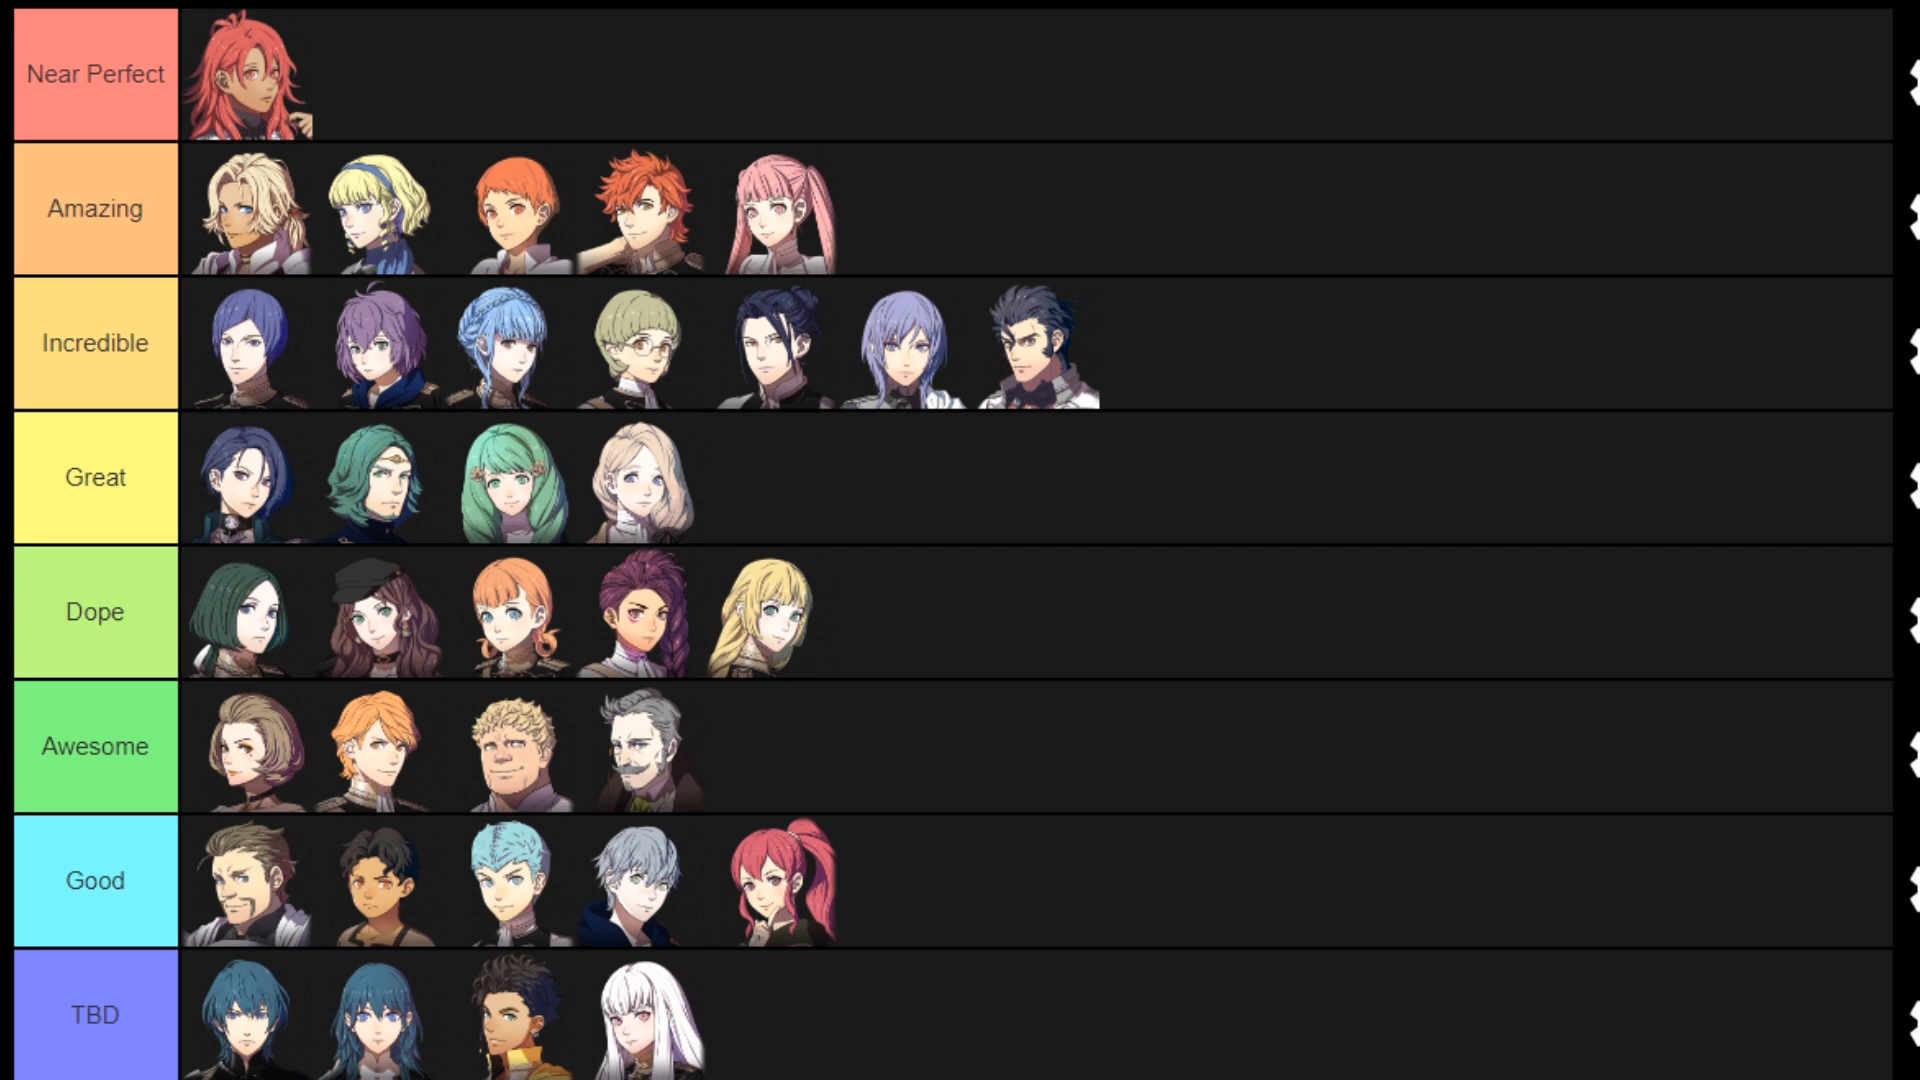 Near Perfect
Amazing
Incredible
Great
Dope
Awesome
Good
TBD